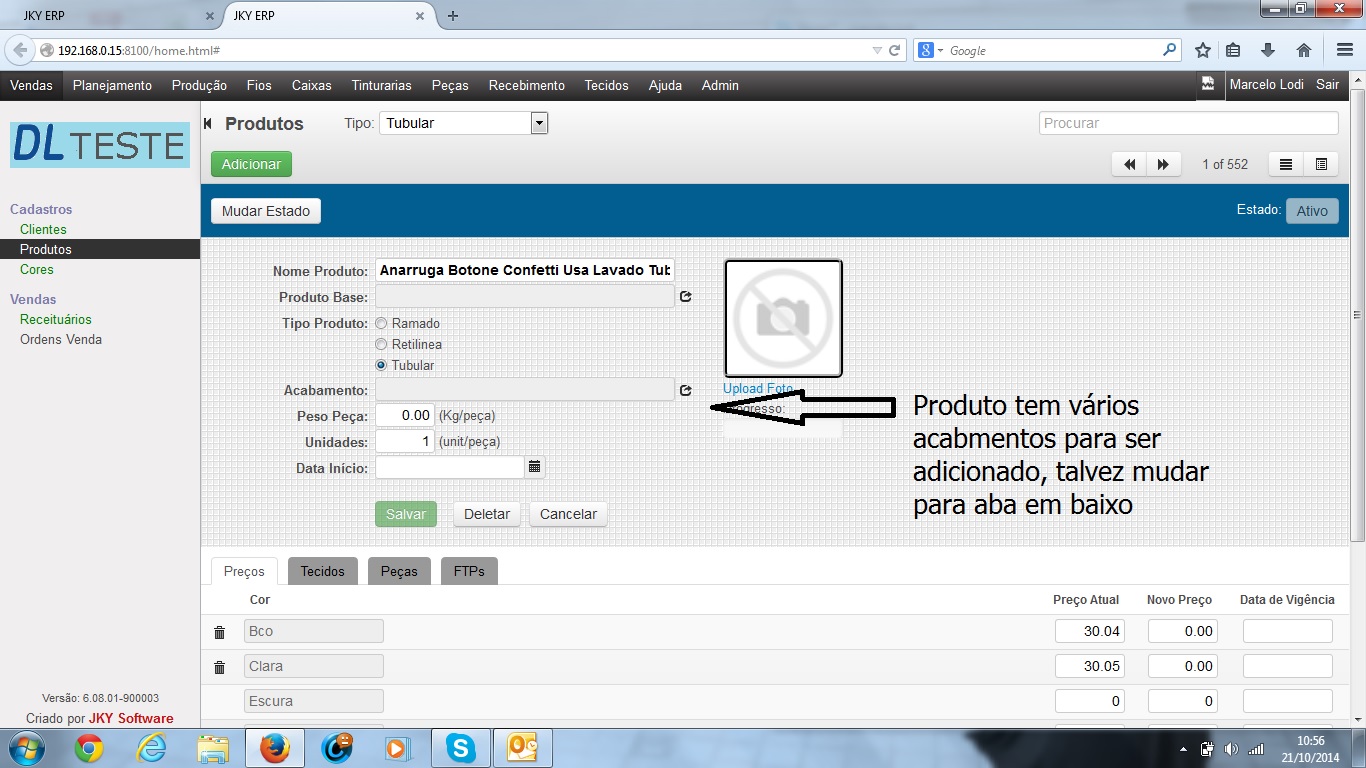 JKY ERP
JKY ERP
192.168.0.15:8100/home.html#
Google
Vendas Planejamento Produção Fios Caixas Tinturarias Peças Recebimento Tecidos Ajuda Admin
Marcelo Lodi Sair
DL TESTE
Produtos
Tipo: Tubular
Procurar
Adicionar
1 of 552
Mudar Estado
Estado: Ativo
Cadastros
Clientes
Produtos
Cores
Vendas
Receituários
Ordens Venda
Nome Produto: Anarruga Botone Confetti Usa Lavado Tub
Produto Base:
Tipo Produto: Ramado
Retilinea
Tubular
Acabamento:
Peso Peça: 0.00 (Kg/peça)
Unidades: 1 (unit/peça)
Data Início:
Salvar Deletar Cancelar
Upload Foto
Produto tem vários
acabmentos para ser
adicionado, talvez mudar
para aba em baixo
Preços Tecidos Peças FTPs
Cor Preço Atual Novo Preço Data de Vigência
Bco 30.04 0.00
Clara 30.05 0.00
Escura 0 0
Versão: 6.08.01-900003
Criado por JKY Software
10:56
21/10/2014